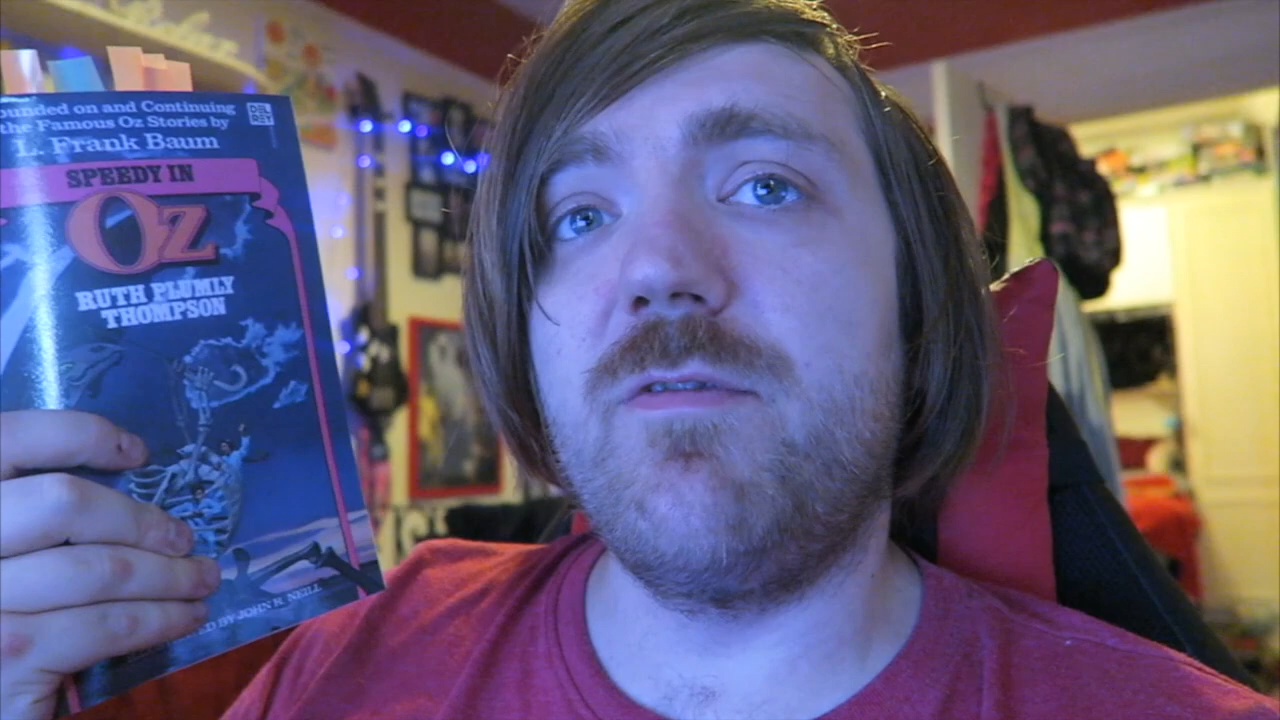 ounded on and Continuing
the Famous Oz Stories by
L. Frank Baum
DEL
REY
SPEEDY IN
Oz
RUTH PLUMLY
THOMPSON
ED BY JOHN R. NEILL